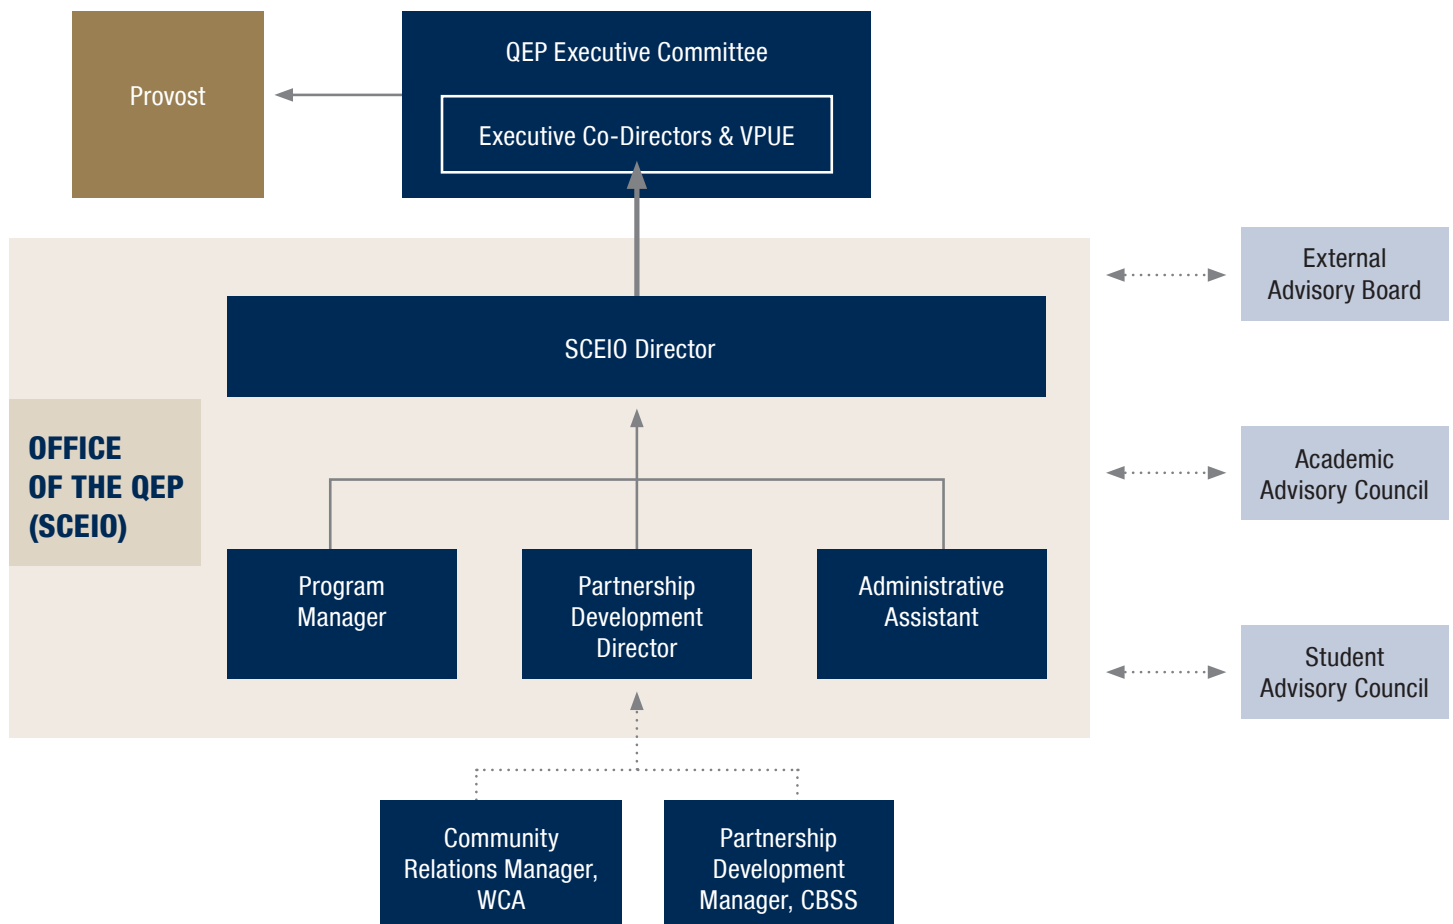 Provost
QEP Executive Committee
Executive Co-Directors & VPUE
External
Advisory Board
SCEIO Director
OFFICE
OF THE QEP
(SCEIO)
Academic
Advisory Council
Program
Manager
Partnership
Development
Director
Administrative
Assistant
Student
Advisory Council
Community
Relations Manager,
WCA
Partnership
Development
Manager, CBSS